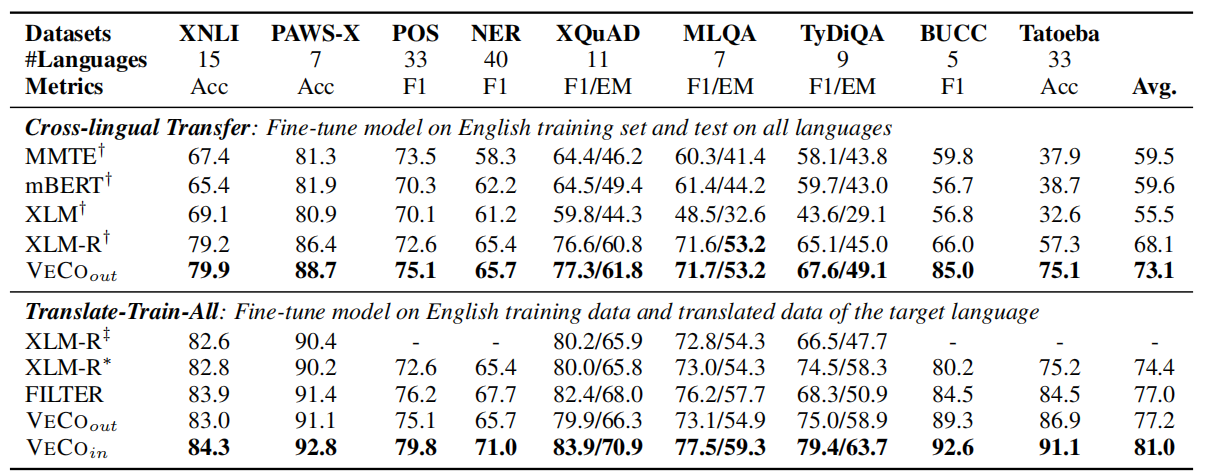 Datasets XNLI PAWS-X POS NER XQuAD MLQA TyDiQA BUCC Tatoeba
#Languages 15 7 33 40 11 7 9 5 33
Metrics Acc Acc F1 F1 F1/EM F1/EM F1/EM F1 Acc Avg.
Cross-lingual Transfer: Fine-tune model on English training set and test on all languages
MMTE† 67.4 81.3 73.5 58.3 64.4/46.2 60.3/41.4 58.1/43.8 59.8 37.9 59.5
mBERT† 65.4 81.9 70.3 62.2 64.5/49.4 61.4/44.2 59.7/43.0 56.7 38.7 59.6
XLM† 69.1 80.9 70.1 61.2 59.8/44.3 48.5/32.6 43.6/29.1 56.8 32.6 55.5
XLM-R† 79.2 86.4 72.6 65.4 76.6/60.8 71.6/53.2 65.1/45.0 66.0 57.3 68.1
VECOout 79.9 88.7 75.1 65.7 77.3/61.8 71.7/53.2 67.6/49.1 85.0 75.1 73.1
Translate-Train-All: Fine-tune model on English training data and translated data of the target language
XLM-R‡ 82.6 90.4 - - 80.2/65.9 72.8/54.3 66.5/47.7 - - -
XLM-R* 82.8 90.2 72.6 65.4 80.0/65.8 73.0/54.3 74.5/58.3 80.2 75.2 74.4
FILTER 83.9 91.4 76.2 67.7 82.4/68.0 76.2/57.7 68.3/50.9 84.5 84.5 77.0
VECOout 83.0 91.1 75.1 65.7 79.9/66.3 73.1/54.9 75.0/58.9 89.3 86.9 77.2
VECOin 84.3 92.8 79.8 71.0 83.9/70.9 77.5/59.3 79.4/63.7 92.6 91.1 81.0